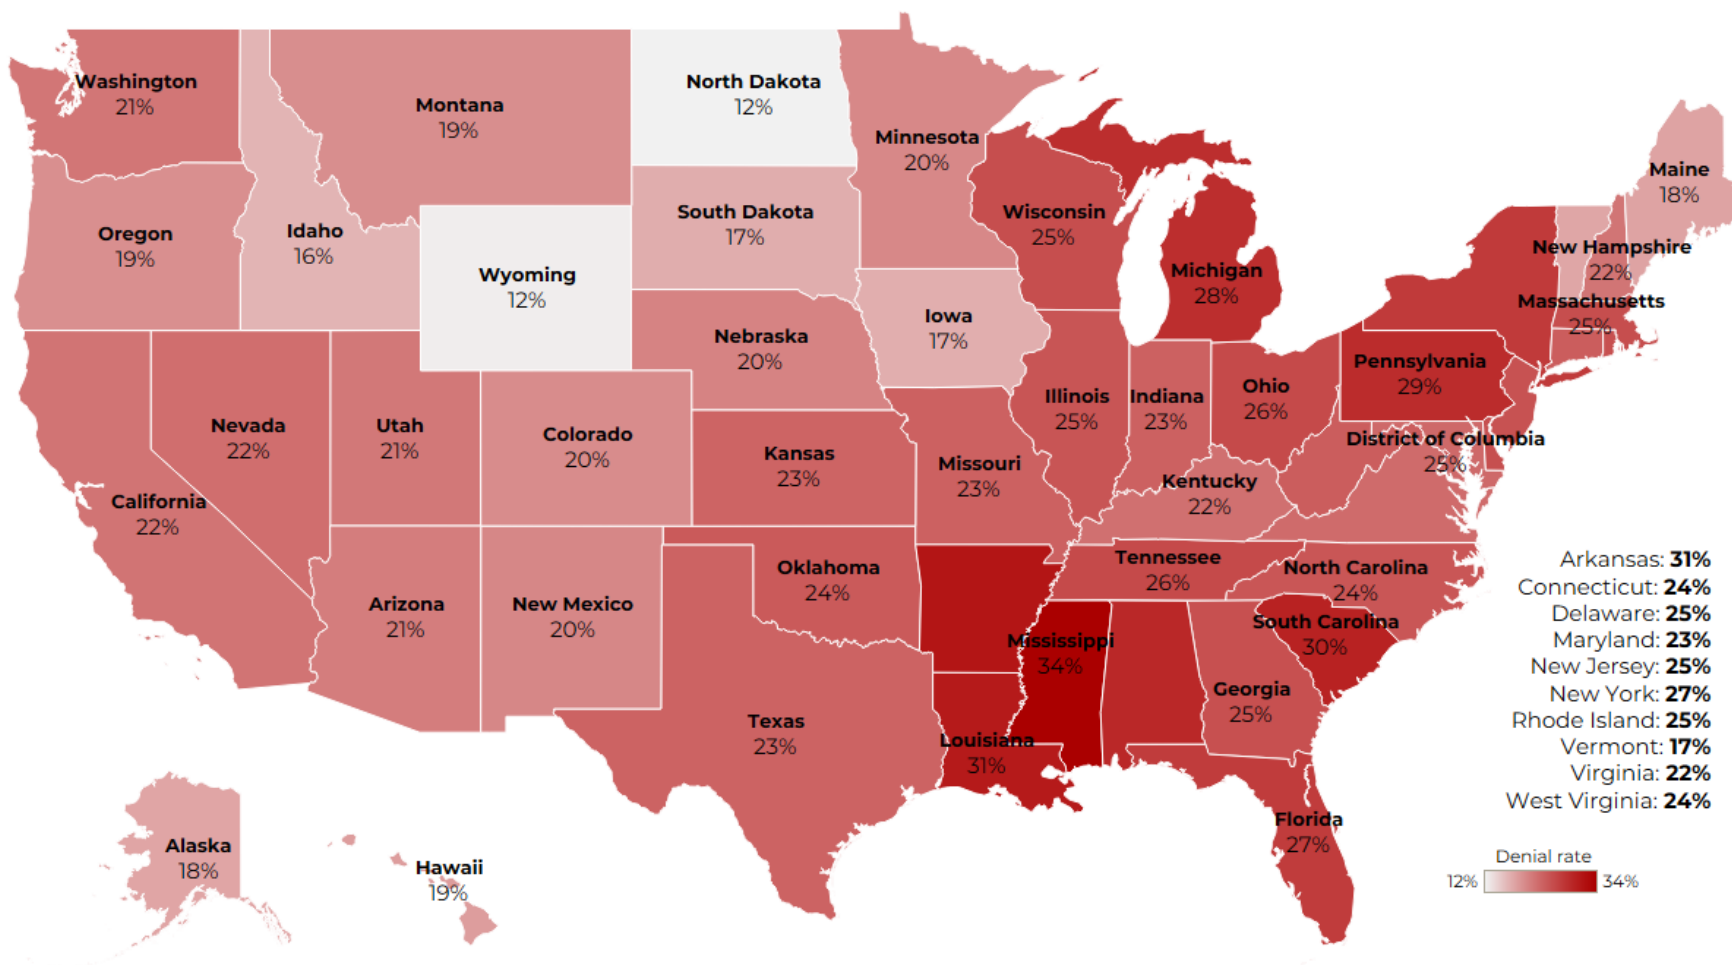 Washington
21%
Montana
19%
North Dakota
12%
Minnesota
20%
Maine
18%
Oregon
19%
Idaho
16%
South Dakota
17%
Wisconsin
25%
New Hampshire
22%
Wyoming
12%
Michigan
28%
Massachusetts
25%
Iowa
17%
Nebraska
20%
Pennsylvania
29%
Illinois
25%
Indiana
23%
Ohio
26%
Nevada
22%
Utah
21%
Colorado
20%
Kansas
23%
Missouri
23%
District of Columbia
25%
California
22%
Kentucky
22%
Oklahoma
24%
Tennessee
26%
North Carolina
24%
Arizona
21%
New Mexico
20%
Mississippi
34%
South Carolina
30%
Georgia
25%
Texas
23%
Louisiana
31%
Florida
27%
Alaska
18%
Hawaii
19%
Arkansas: 31%
Connecticut: 24%
Delaware: 25%
Maryland: 23%
New Jersey: 25%
New York: 27%
Rhode Island: 25%
Vermont: 17%
Virginia: 22%
West Virginia: 24%
Denial rate
12% 34%